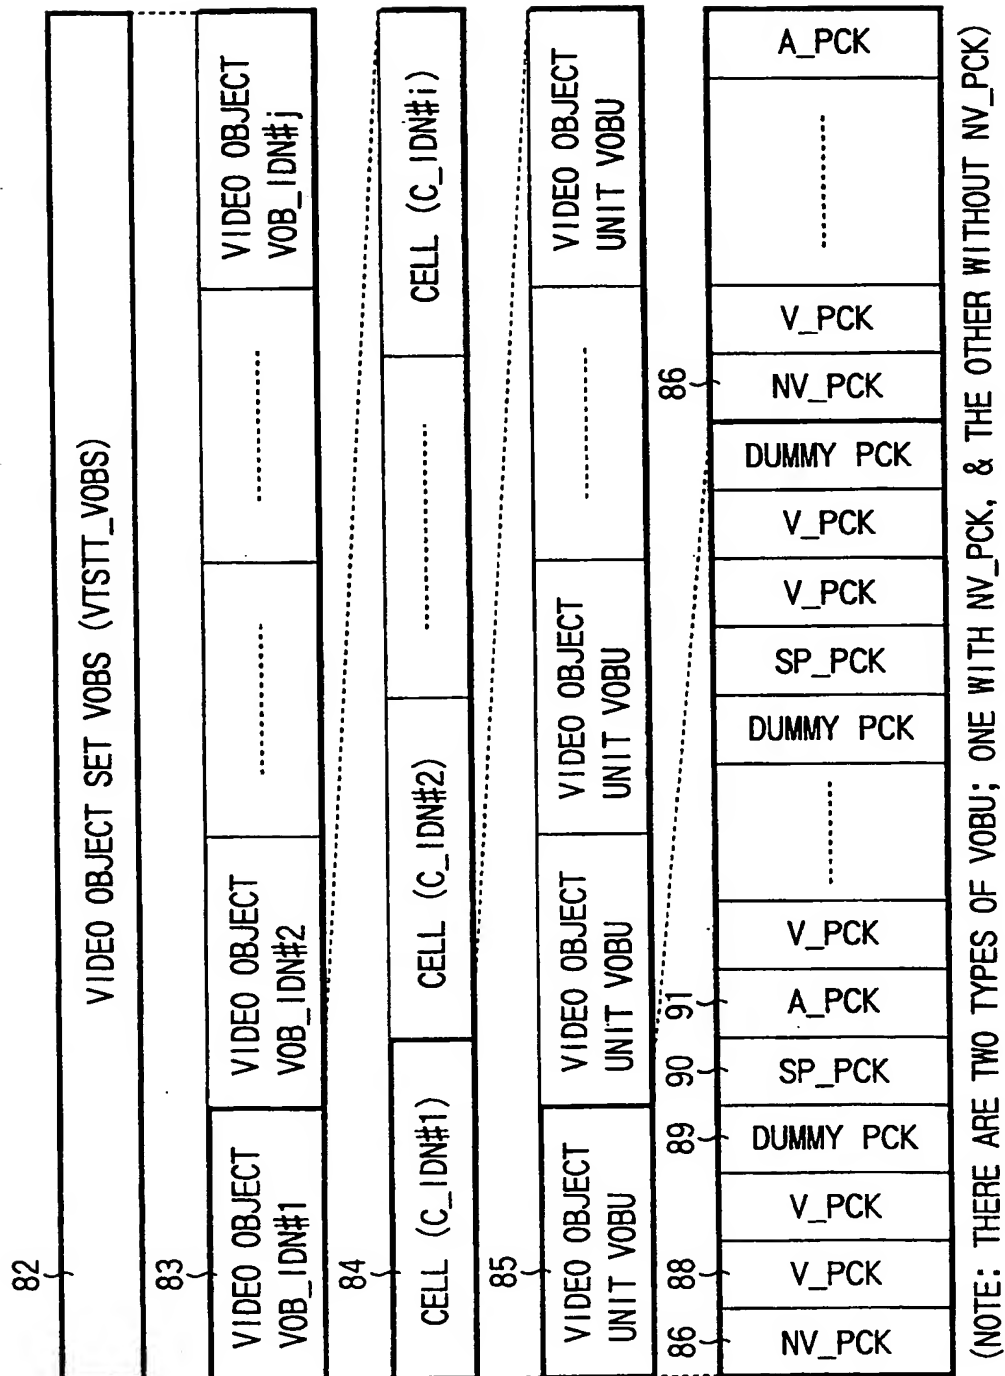 82
VIDEO OBJECT SET VOBS (VTSTT_VOBS)
83
VIDEO OBJECT
VOB_IDN#1
VIDEO OBJECT
VOB_IDN#2
VIDEO OBJECT
VOB_IDN#j
84
CELL (C_IDN#1)
CELL (C_IDN#2)
CELL (C_IDN#i)
85
VIDEO OBJECT
UNIT VOBU
VIDEO OBJECT
UNIT VOBU
VIDEO OBJECT
UNIT VOBU
VIDEO OBJECT
UNIT VOBU
86
88
89
90
91
86
NV_PCK
V_PCK
V_PCK
DUMMY PCK
SP_PCK
A_PCK
V_PCK
DUMMY PCK
SP_PCK
V_PCK
V_PCK
DUMMY PCK
NV_PCK
V_PCK
A_PCK
(NOTE: THERE ARE TWO TYPES OF VOBU; ONE WITH NV_PCK, & THE OTHER WITHOUT NV_PCK)